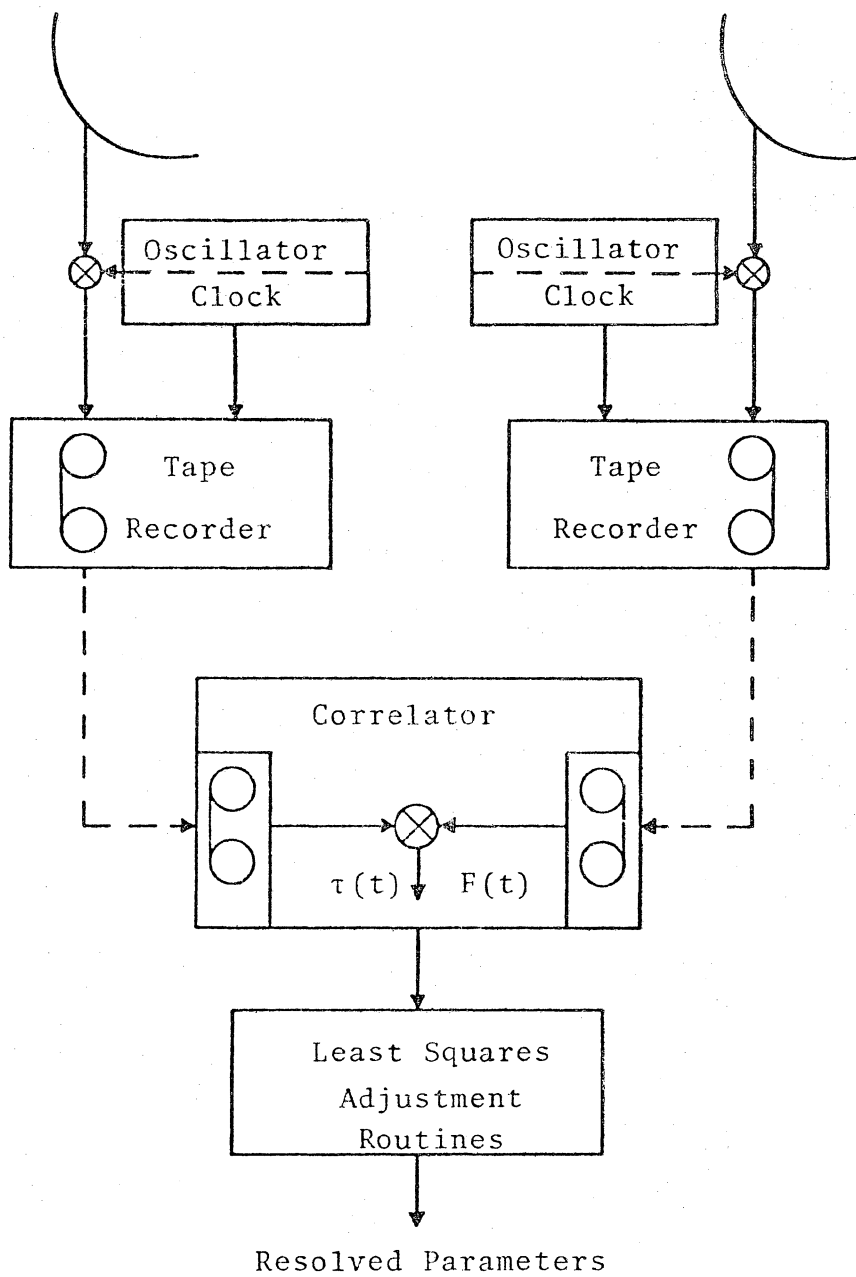 Oscillator
Clock
Oscillator
Clock
Tape
Recorder
Tape
Recorder
Correlator
τ(t) F(t)
Least Squares
Adjustment
Routines
Resolved Parameters